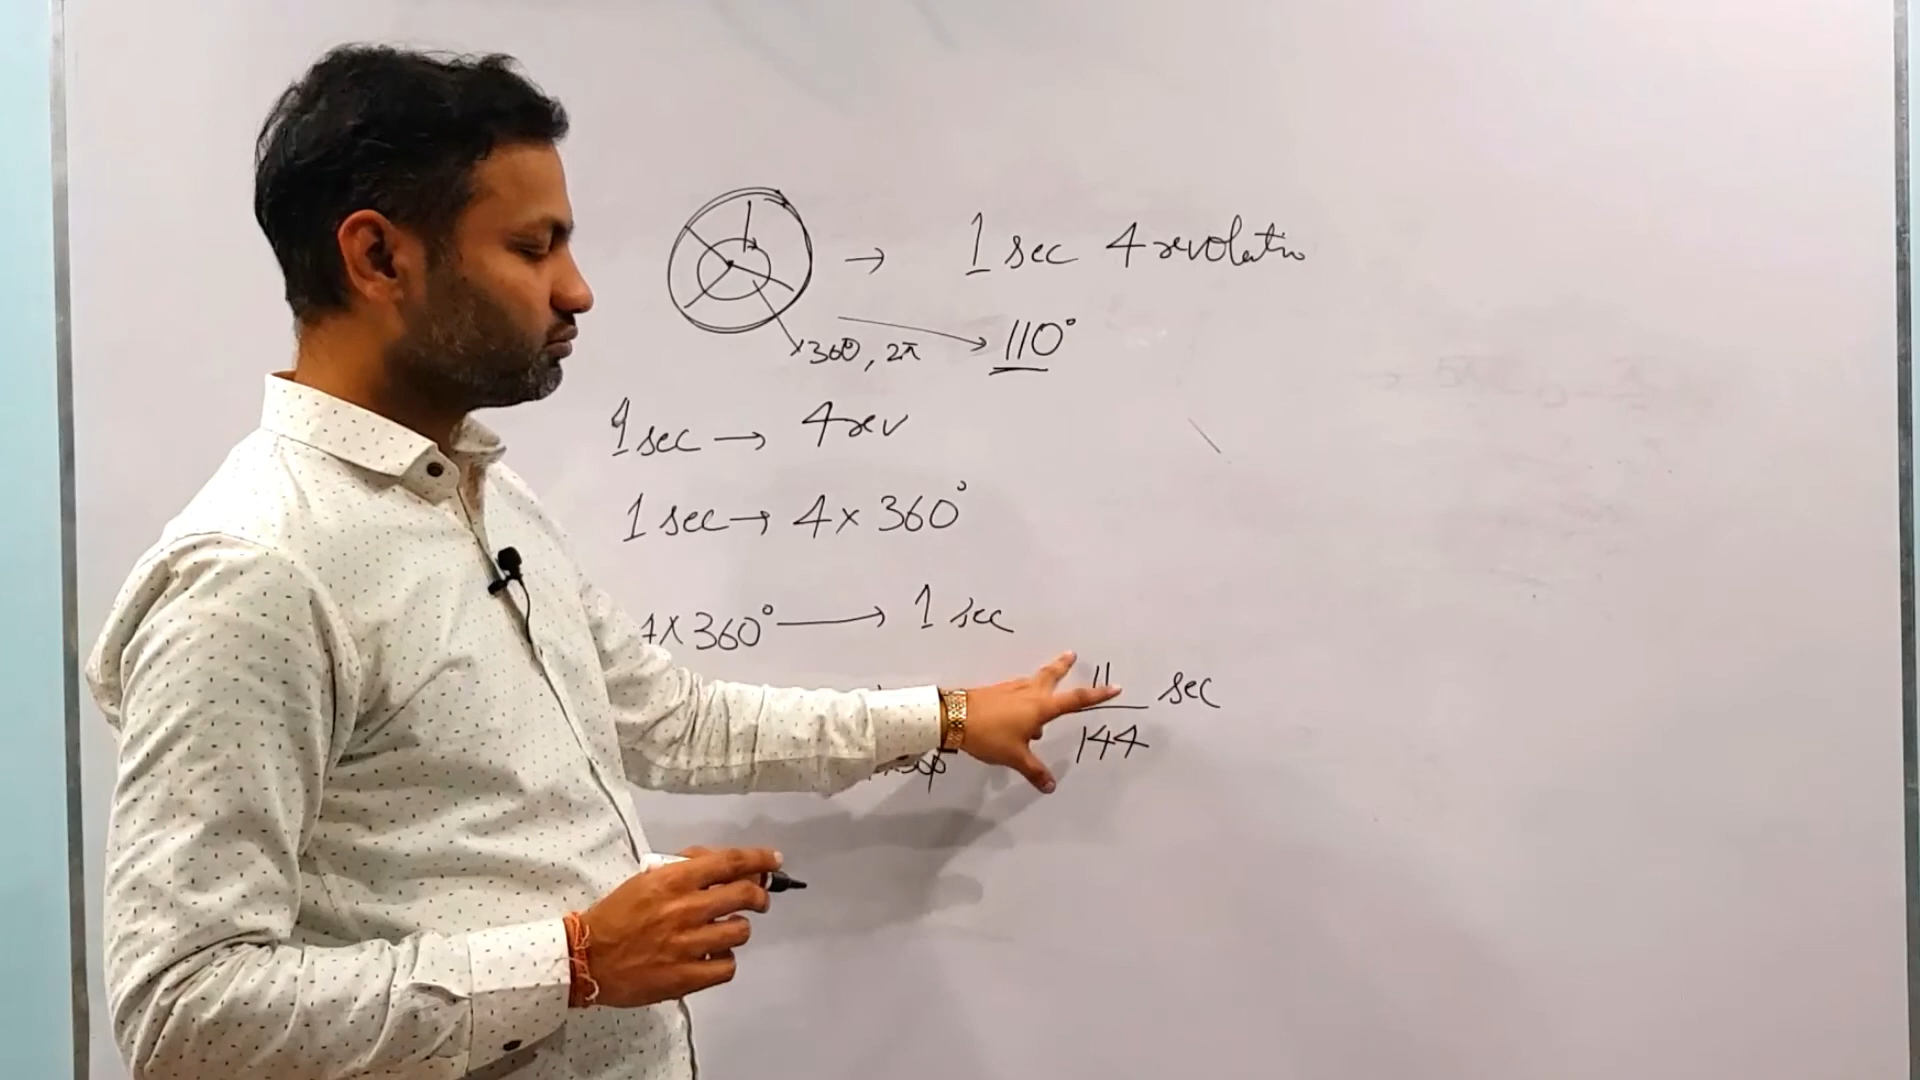 → 1 sec 4 revolutio
360°, 2π → 110°
1 sec → 4 rev
1 sec → 4 x 360°
4 x 360° → 1 sec
11 sec
144